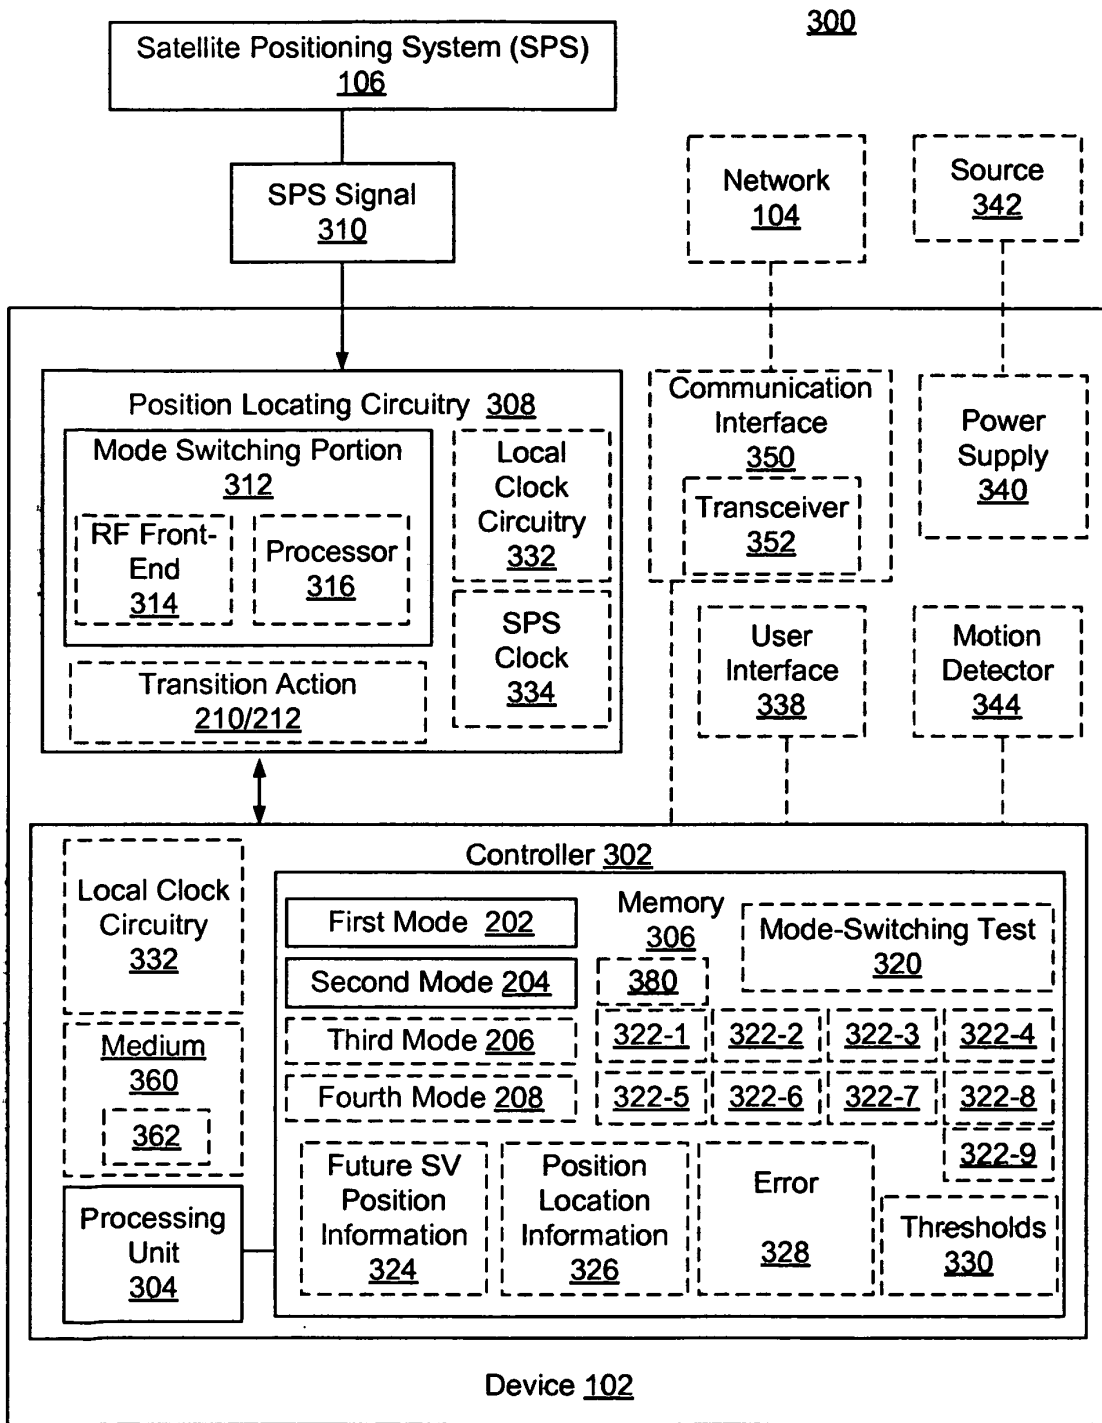 300
Satellite Positioning System (SPS)
106
SPS Signal
310
Network
104
Source
342
Position Locating Circuitry 308
Mode Switching Portion
312
RF Front-
End
314
Processor
316
Local
Clock
Circuitry
332
SPS
Clock
334
Transition Action
210/212
Communication
Interface
350
Transceiver
352
Power
Supply
340
User
Interface
338
Motion
Detector
344
Controller 302
Local Clock
Circuitry
332
Medium
360
362
Processing
Unit
304
First Mode 202
Second Mode 204
Third Mode 206
Fourth Mode 208
Memory
306
380
Mode-Switching Test
320
322-1 322-2 322-3 322-4
322-5 322-6 322-7 322-8
322-9
Future SV
Position
Information
324
Position
Location
Information
326
Error
328
Thresholds
330
Device 102